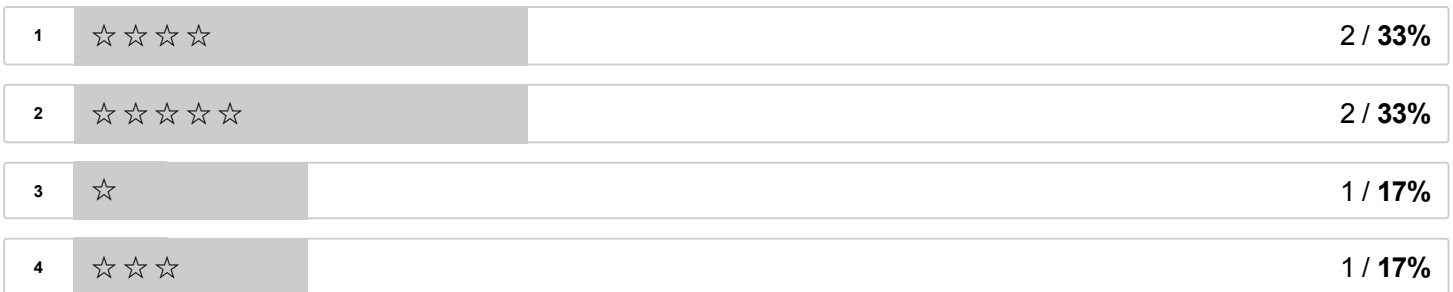 1 ☆☆☆☆ 2 / 33%
2 ☆☆☆☆☆ 2 / 33%
3 ☆ 1 / 17%
4 ☆☆☆ 1 / 17%